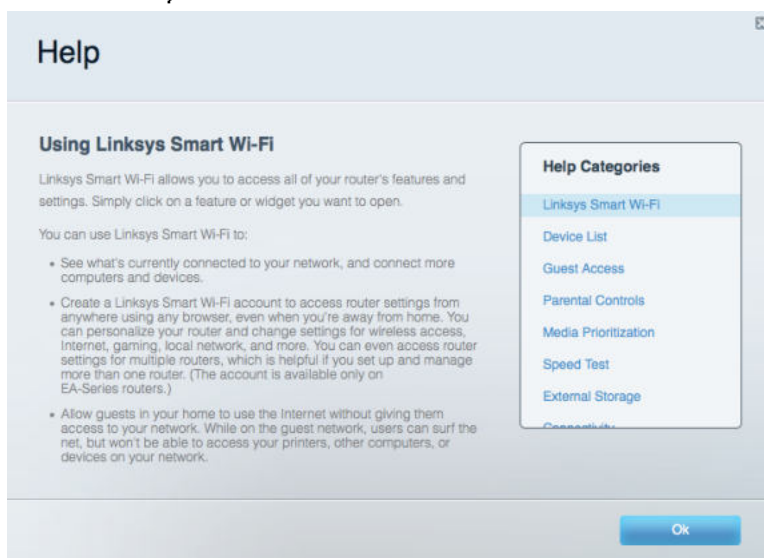 Help
Using Linksys Smart Wi-Fi
Linksys Smart Wi-Fi allows you to access all of your router's features and
settings. Simply click on a feature or widget you want to open.
You can use Linksys Smart Wi-Fi to:
• See what's currently connected to your network, and connect more
computers and devices.
• Create a Linksys Smart Wi-Fi account to access router settings from
anywhere using any browser, even when you're away from home. You
can personalize your router and change settings for wireless access,
Internet, gaming, local network, and more. You can even access router
settings for multiple routers, which is helpful if you set up and manage
more than one router. (The account is available only on
EA-Series routers.)
• Allow guests in your home to use the Internet without giving them
access to your network. While on the guest network, users can surf the
net, but won't be able to access your printers, other computers, or
devices on your network.
Help Categories
Linksys Smart Wi-Fi
Device List
Guest Access
Parental Controls
Media Prioritization
Speed Test
External Storage
Connectivity
Ok